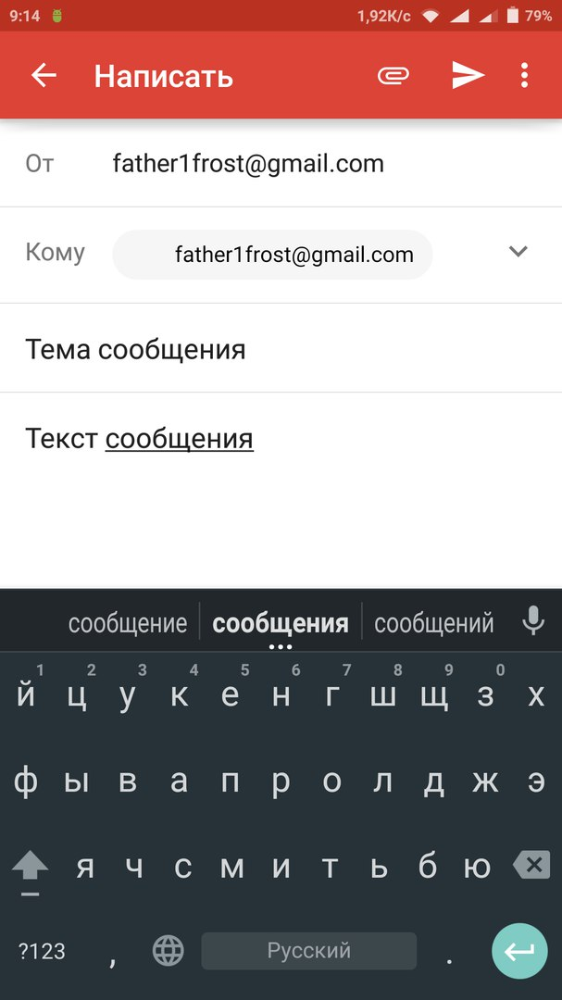 9:14 1,92К/с 79%
Написать
От father1frost@gmail.com
Кому father1frost@gmail.com
Тема сообщения
Текст сообщения
сообщение сообщения сообщений
1 2 3 4 5 6 7 8 9 0
й ц у к е н г ш щ з х
ф ы в а п р о л д ж э
я ч с м и т ь б ю
?123 , Русский .